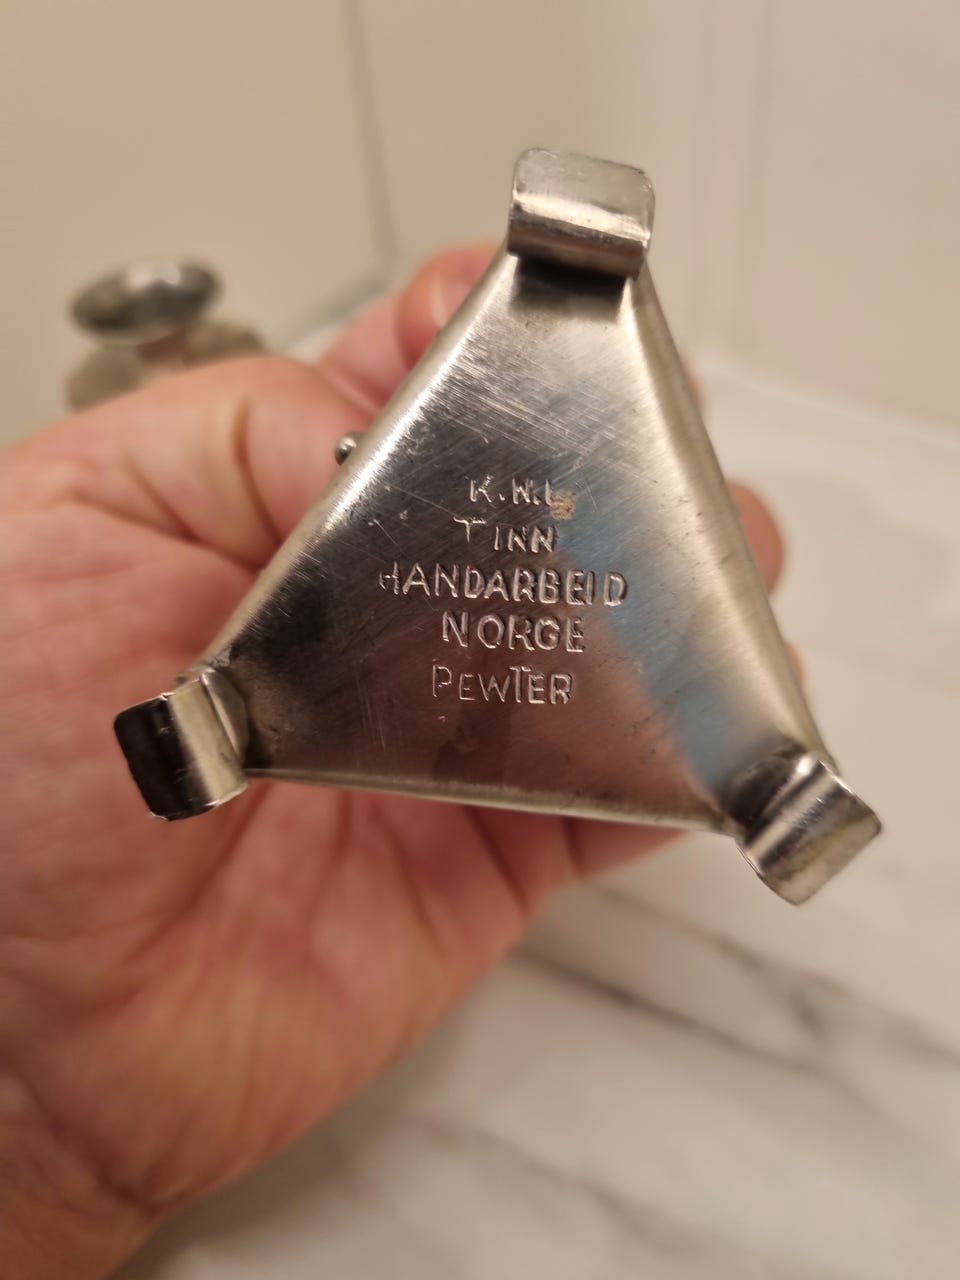 K.W.L
TINN
HANDARBEID
NORGE
PEWTER